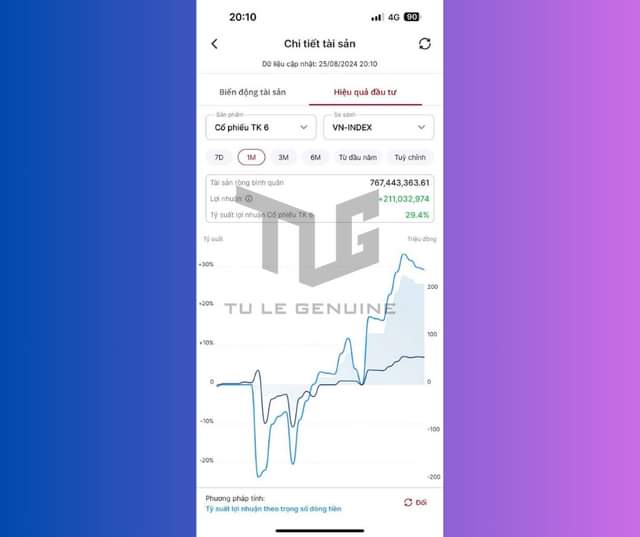 20:10
4G 90
Chi tiết tài sản
Dữ liệu cập nhật: 25/08/2024 20:10
Biến động tài sản
Hiệu quả đầu tư
Sản phẩm
So sánh
Cổ phiếu TK 6
VN-INDEX
7D
1M
3M
6M
Từ đầu năm
Tuỳ chỉnh
Tài sản ròng bình quân 767,443,363.61
Lợi nhuận +211,032,974
Tỷ suất lợi nhuận Cổ phiếu TK 6 29.4%
Tỷ suất
Triệu đồng
+30%
+20%
+10%
0
-10%
-20%
200
100
0
-100
-200
TLG
TU LE GENUINE
Phương pháp tính:
Tỷ suất lợi nhuận theo trọng số dòng tiền
Đổi